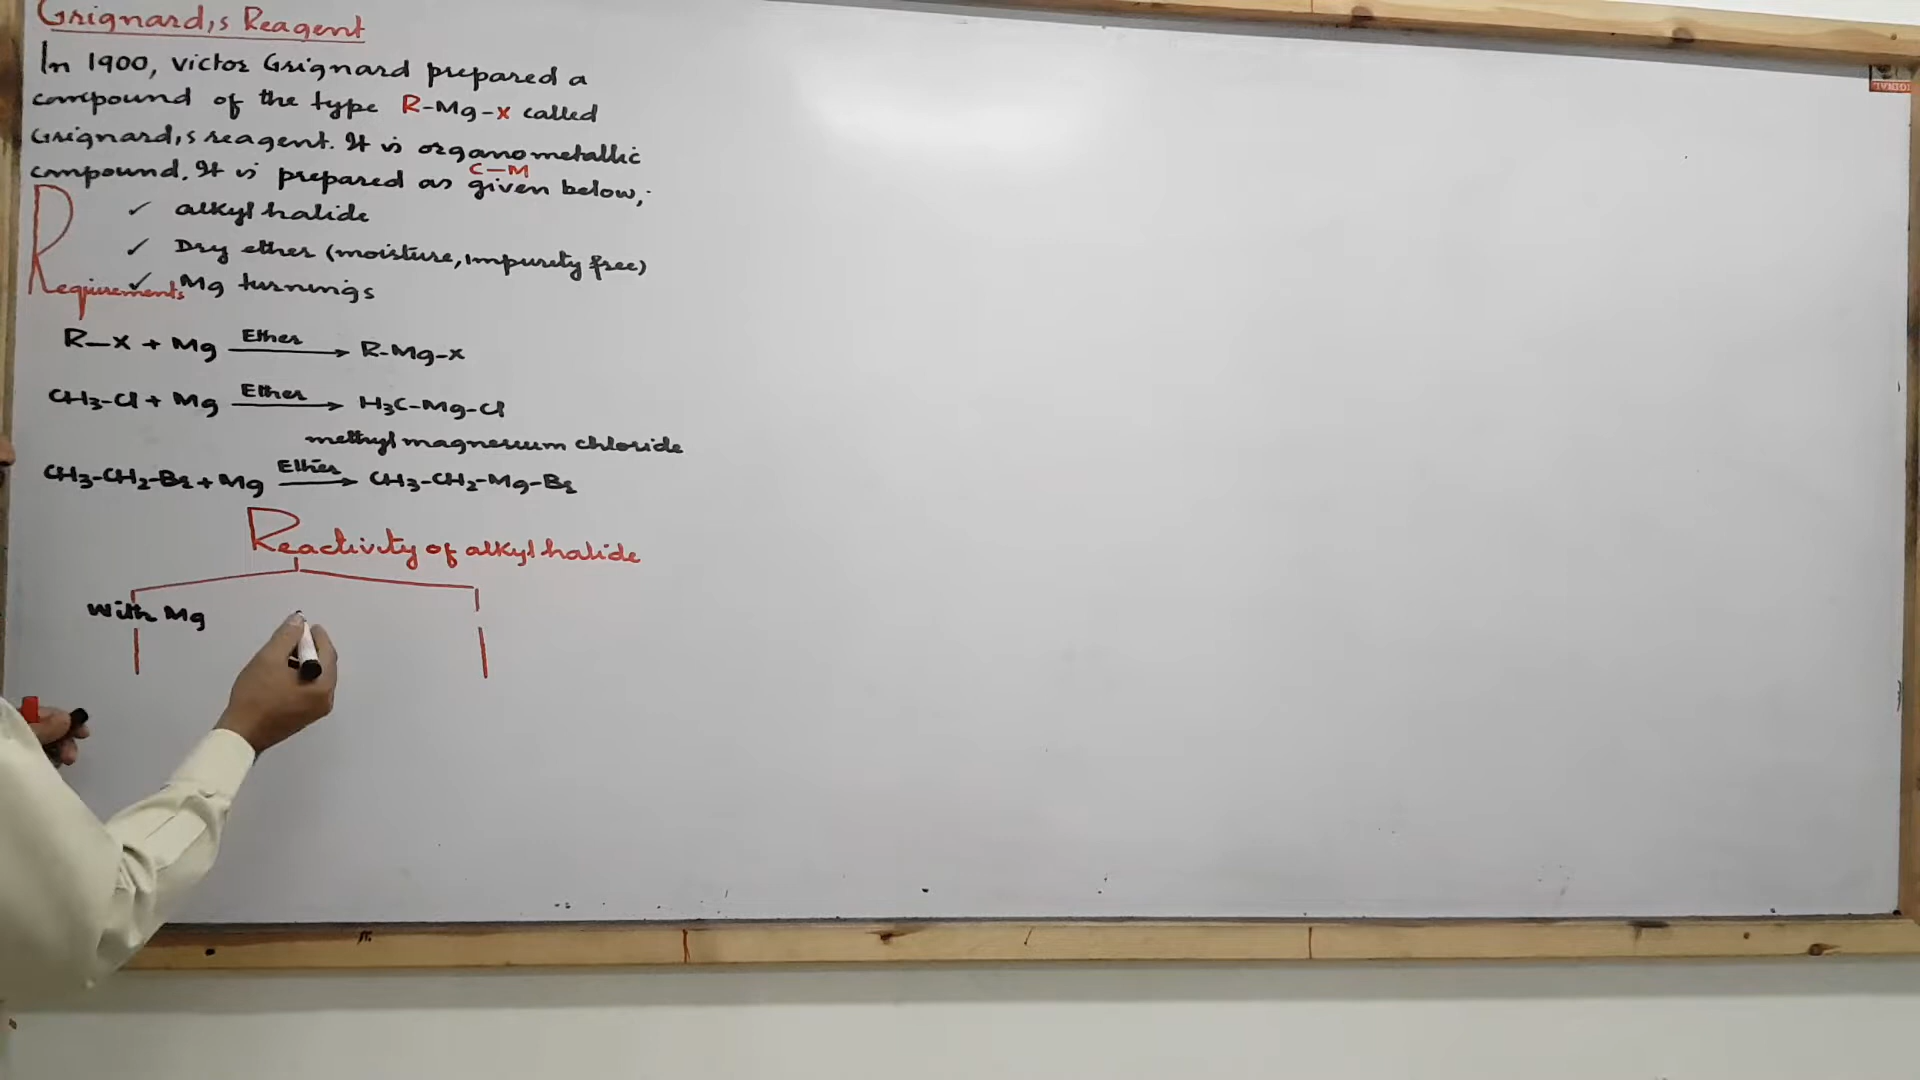 Grignard,s Reagent
In 1900, victor Grignard prepared a
compound of the type R-Mg-x called
Grignard,s reagent. It is organometallic
C-M
compound. It is prepared as given below;
✓ alkyl halide
✓ Dry ether (moisture, impurity free)
✓ Mg turnings
Requirements
R-x + Mg Ether → R-Mg-x
CH3-Cl + Mg Ether → H3C-Mg-Cl
methyl magnesium chloride
CH3-CH2-Br + Mg Ether → CH3-CH2-Mg-Br
Reactivity of alkyl halide
With Mg